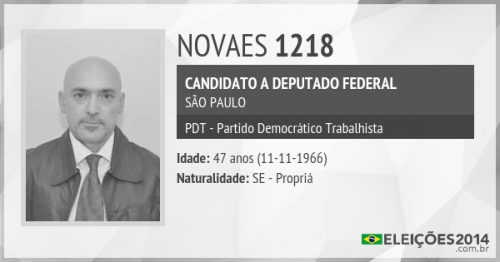 NOVAES 1218
CANDIDATO A DEPUTADO FEDERAL
SÃO PAULO
PDT - Partido Democrático Trabalhista
Idade: 47 anos (11-11-1966)
Naturalidade: SE - Propriá
ELEIÇÕES2014
.com.br